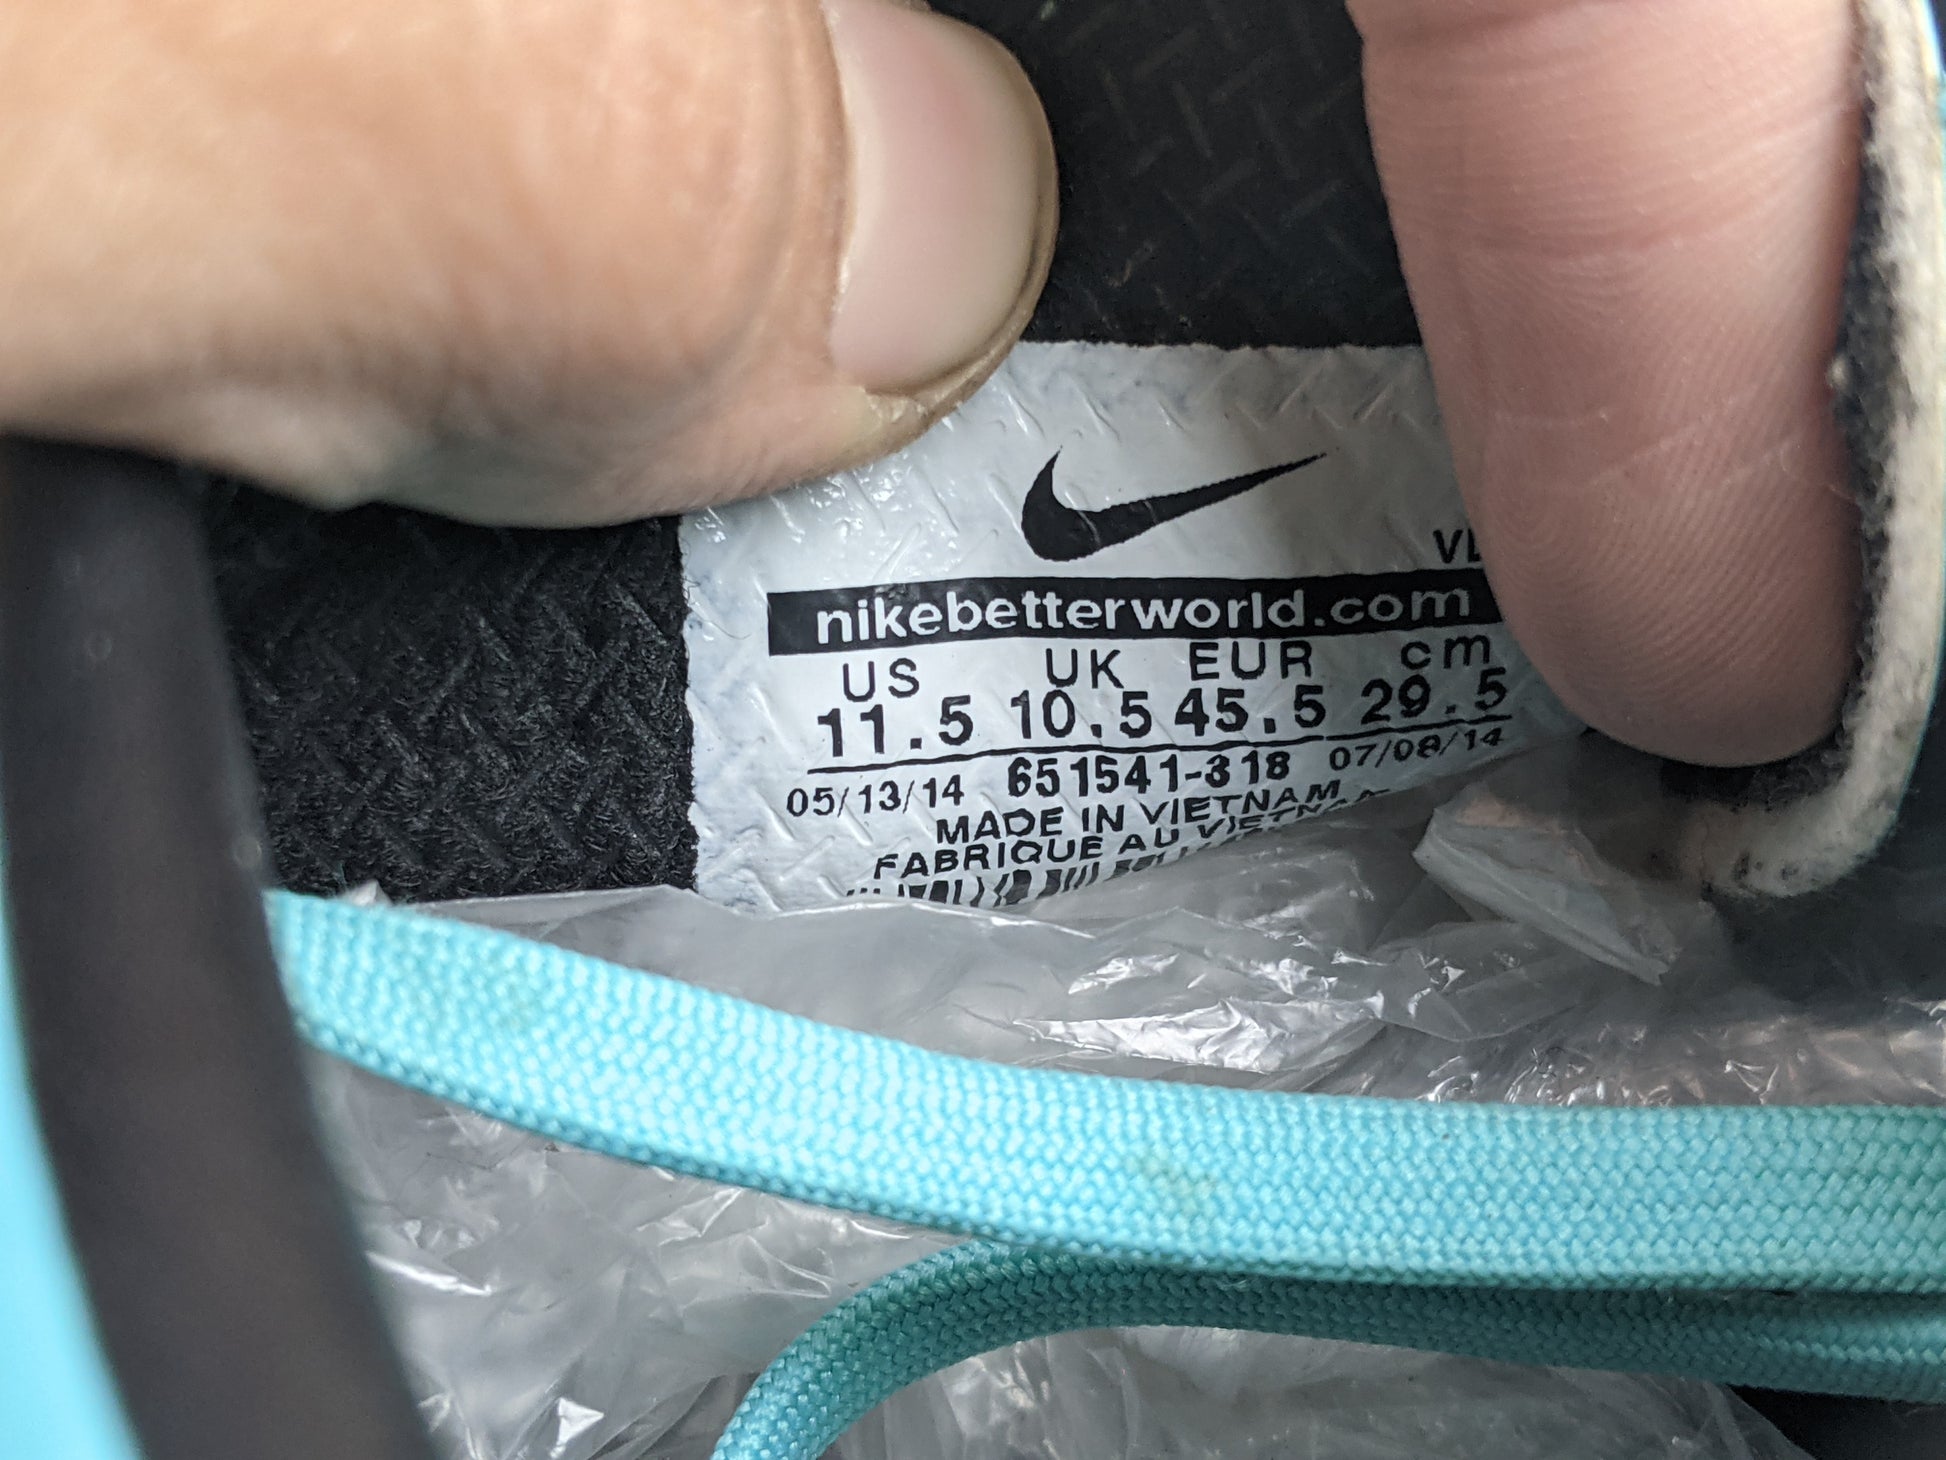 nikebetterworld.com
US UK EUR cm
11.5 10.5 45.5 29.5
05/13/14 651541-318 07/08/14
MADE IN VIETNAM
FABRIQUE AU VIETNAM